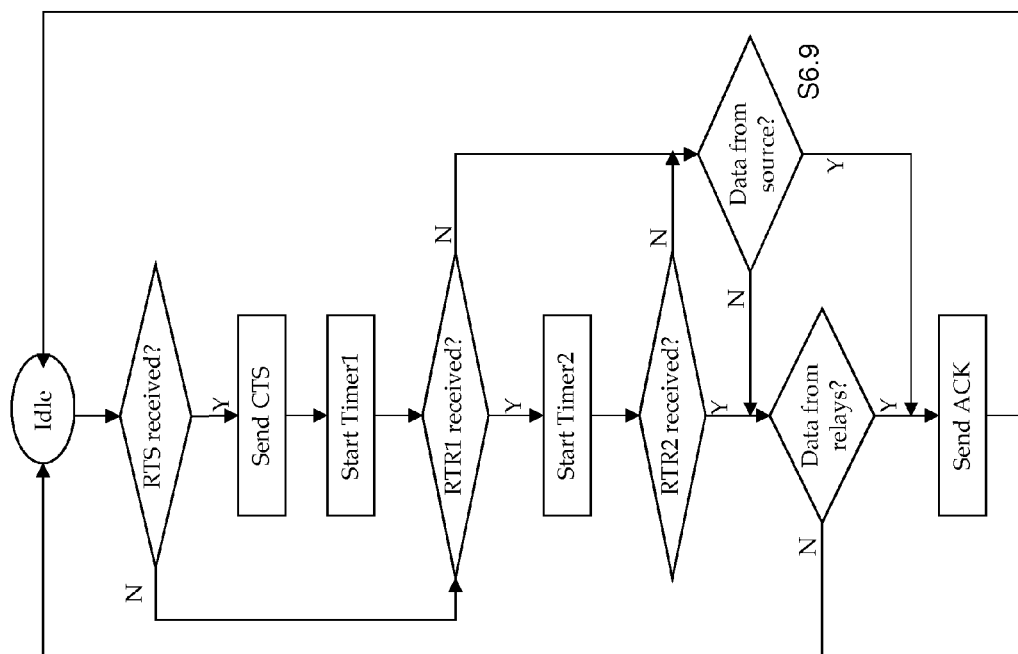 Idle
RTS received?
N
Y
Send CTS
Start Timer1
RTR1 received?
N
Y
Start Timer2
RTR2 received?
N
Y
Data from
source?
S6.9
N
Y
Data from
relays?
N
Y
Send ACK